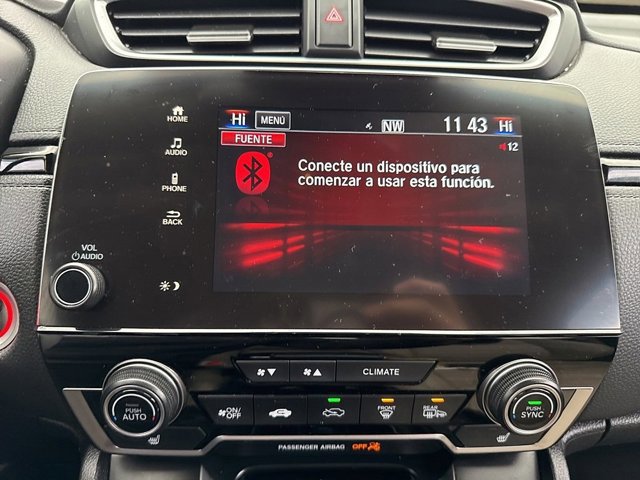 HOME
AUDIO
PHONE
BACK
VOL
AUDIO
Hi MENÚ NW 11 43 Hi
FUENTE
12
Conecte un dispositivo para
comenzar a usar esta función.
CLIMATE
PUSH
AUTO
ON/
OFF
FRONT
REAR
PUSH
SYNC
PASSENGER AIRBAG OFF